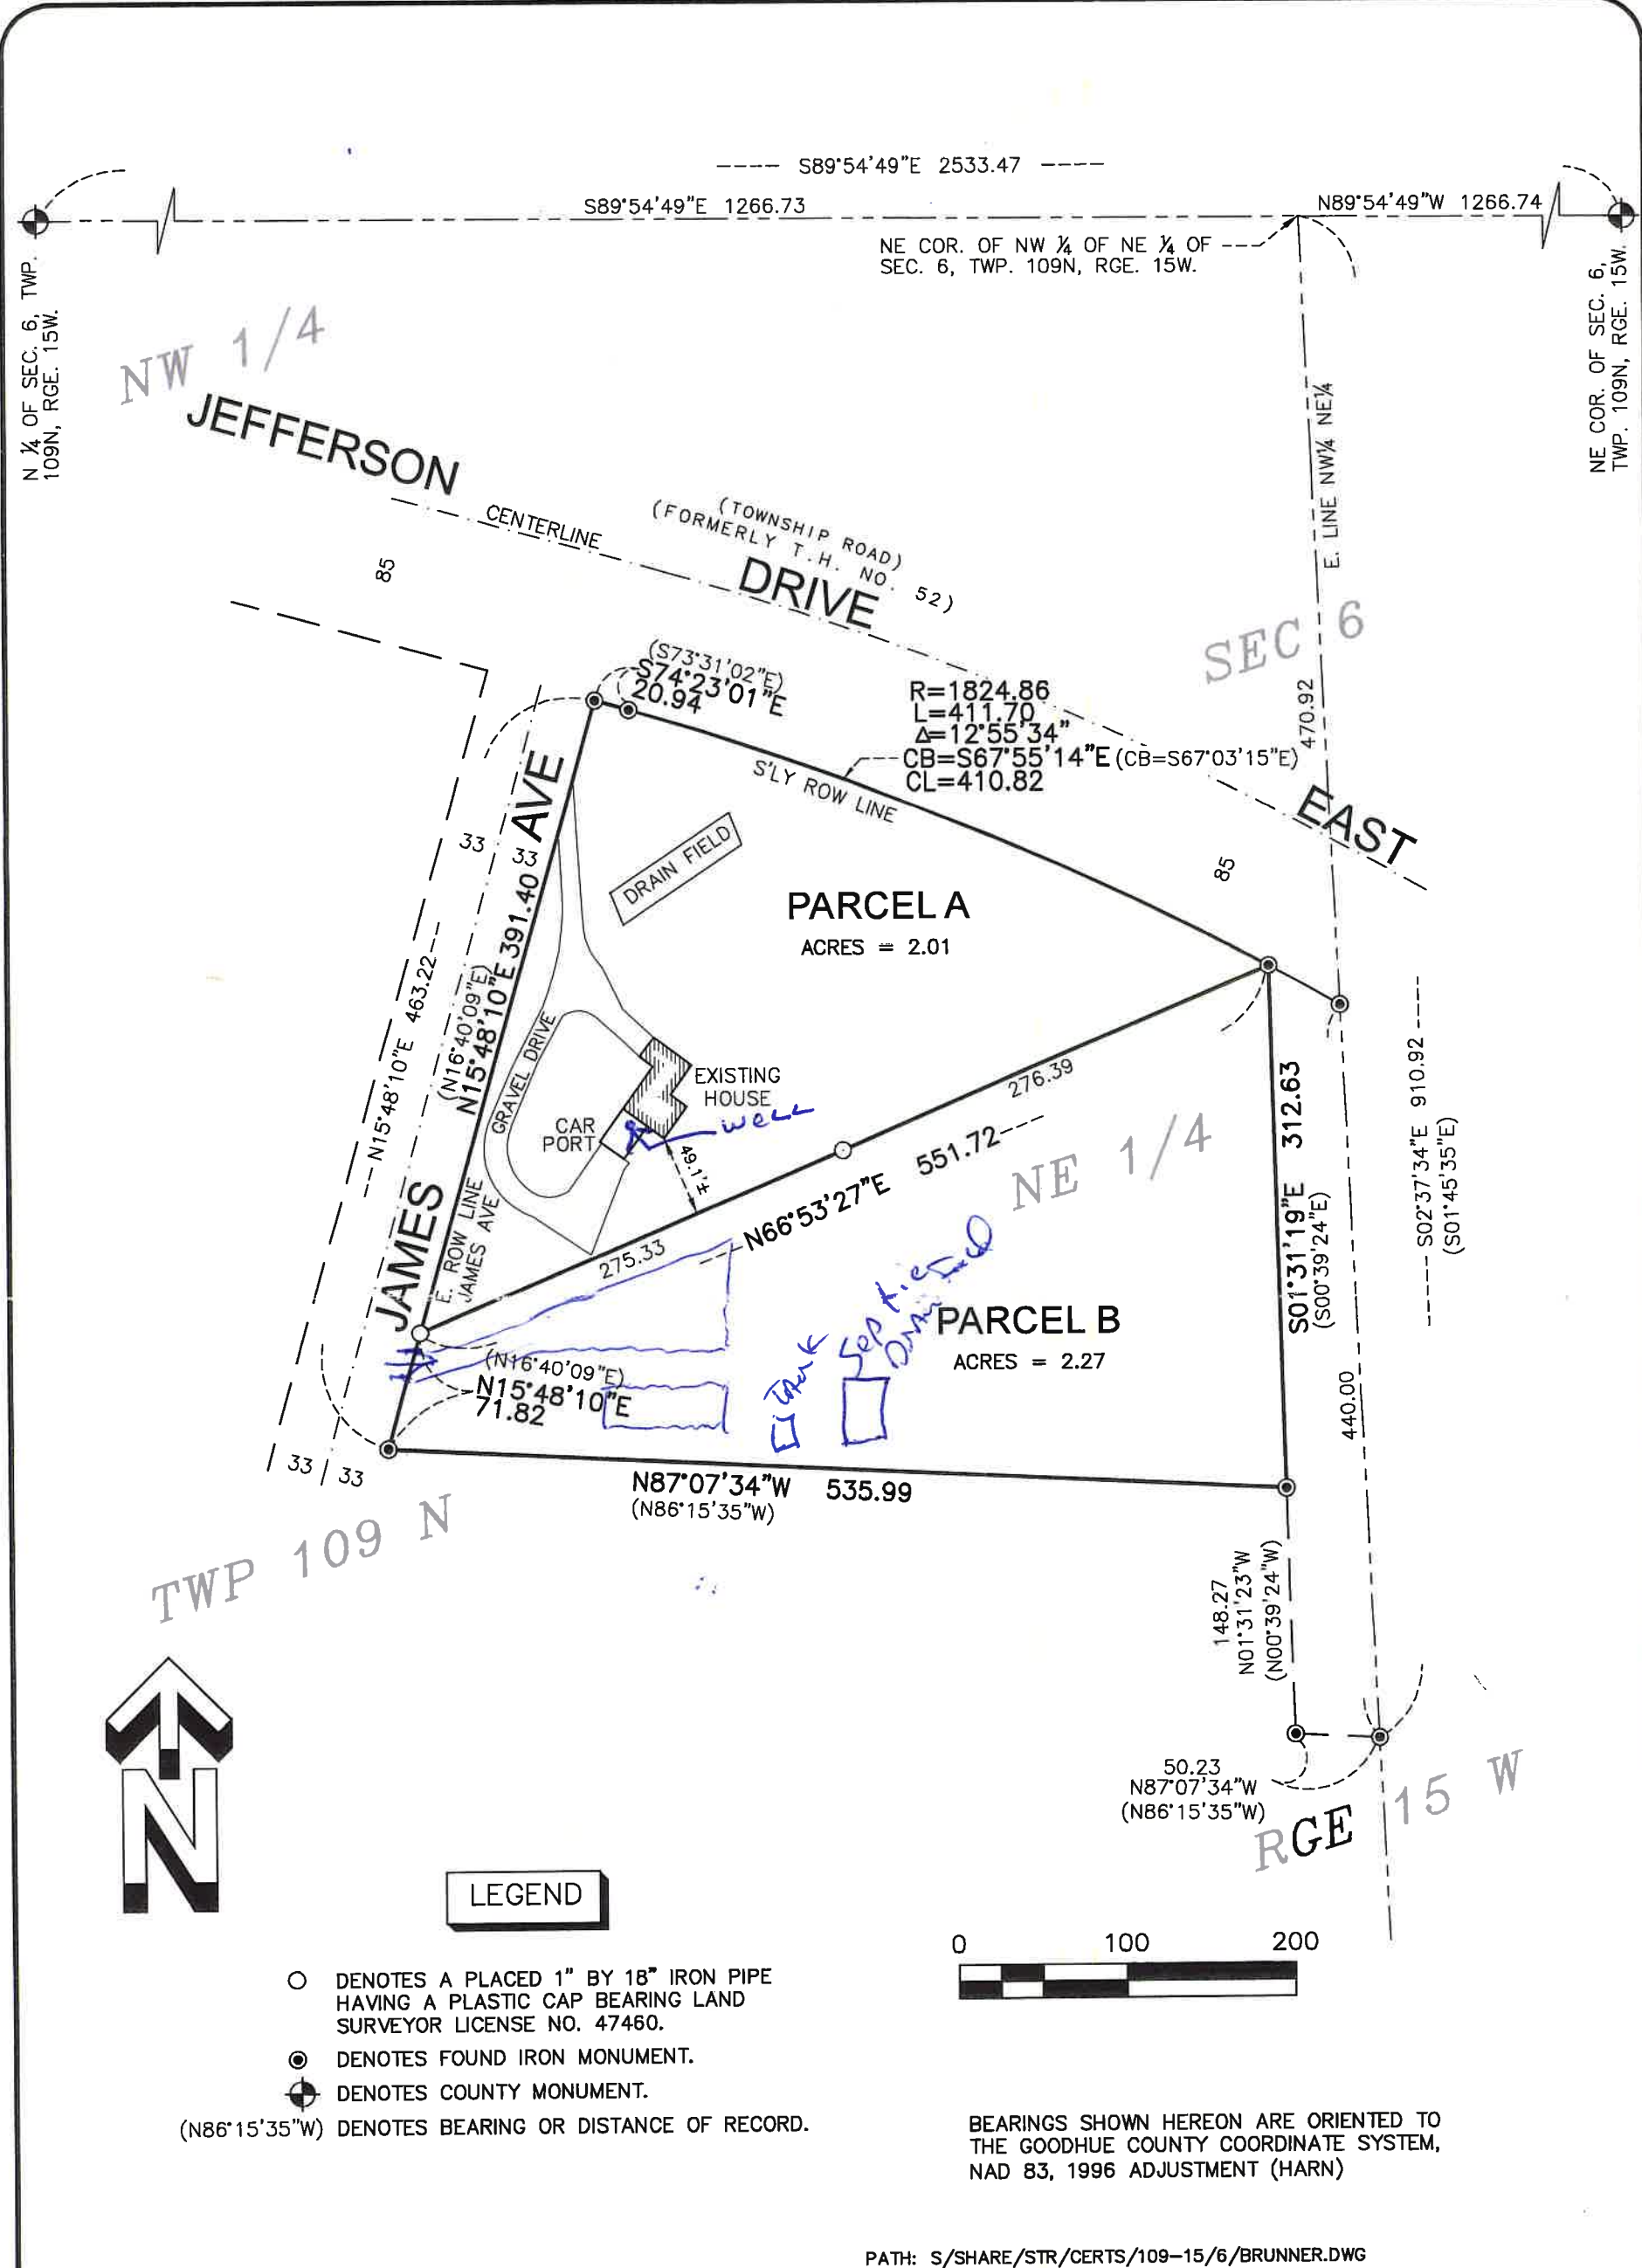 ---- S89°54'49"E 2533.47 ----
S89°54'49"E 1266.73
N89°54'49"W 1266.74
NE COR. OF NW ¼ OF NE ¼ OF ---
SEC. 6, TWP. 109N, RGE. 15W.
N ¼ OF SEC. 6, TWP.
109N, RGE. 15W.
NE COR. OF SEC. 6,
TWP. 109N, RGE. 15W.
NW 1/4
JEFFERSON
CENTERLINE
(TOWNSHIP ROAD)
(FORMERLY T.H. NO. 52)
DRIVE
EAST
85
E. LINE NW¼ NE¼
SEC 6
470.92
(S73°31'02"E)
S74°23'01"E
20.94
R=1824.86
L=411.70
Δ=12°55'34"
CB=S67°55'14"E (CB=S67°03'15"E)
CL=410.82
S'LY ROW LINE
85
33
33
JAMES AVE
N15°48'10"E 391.40
(N16°40'09"E)
--N15°48'10"E 463.22--
DRAIN FIELD
PARCEL A
ACRES = 2.01
GRAVEL DRIVE
EXISTING
HOUSE
CAR
PORT
WELL
49.1'±
276.39
551.72---
---N66°53'27"E
275.33
NE 1/4
E. ROW LINE
JAMES AVE
S01°31'19"E 312.63
(S00°39'24"E)
----- S02°37'34"E 910.92 -----
(S01°45'35"E)
440.00
Septic
Drain Field
Tank
PARCEL B
ACRES = 2.27
(N16°40'09"E)
N15°48'10"E
71.82
33
33
N87°07'34"W 535.99
(N86°15'35"W)
TWP 109 N
148.27
N01°31'23"W
(N00°39'24"W)
50.23
N87°07'34"W
(N86°15'35"W)
RGE 15 W
N
LEGEND
0 100 200
DENOTES A PLACED 1" BY 18" IRON PIPE
HAVING A PLASTIC CAP BEARING LAND
SURVEYOR LICENSE NO. 47460.
DENOTES FOUND IRON MONUMENT.
DENOTES COUNTY MONUMENT.
(N86°15'35"W) DENOTES BEARING OR DISTANCE OF RECORD.
BEARINGS SHOWN HEREON ARE ORIENTED TO
THE GOODHUE COUNTY COORDINATE SYSTEM,
NAD 83, 1996 ADJUSTMENT (HARN)
PATH: S/SHARE/STR/CERTS/109-15/6/BRUNNER.DWG